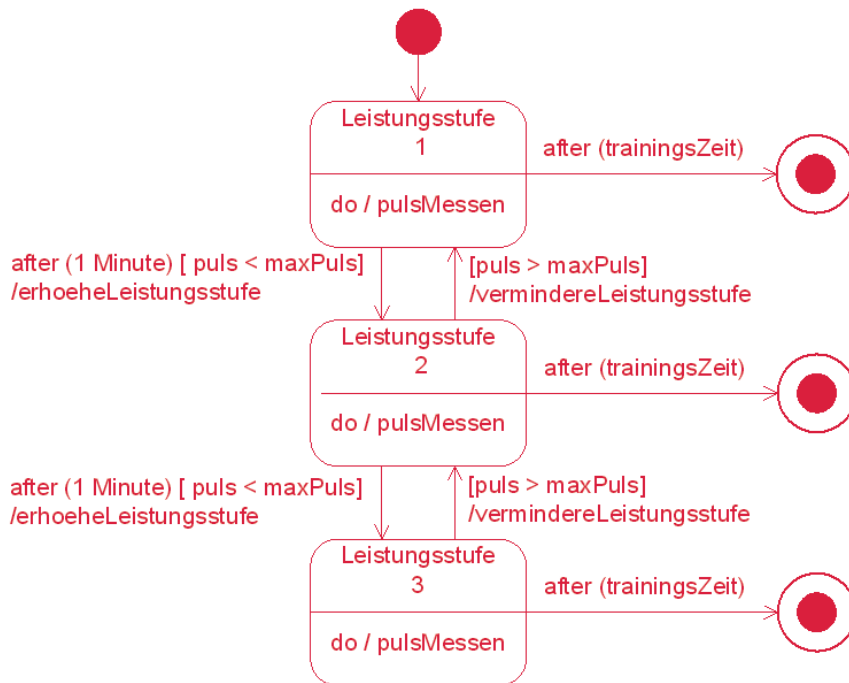 Leistungsstufe
1
after (trainingsZeit)
do / pulsMessen
after (1 Minute) [ puls < maxPuls]
/erhoeheLeistungsstufe
[puls > maxPuls]
/vermindereLeistungsstufe
Leistungsstufe
2
after (trainingsZeit)
do / pulsMessen
after (1 Minute) [ puls < maxPuls]
/erhoeheLeistungsstufe
[puls > maxPuls]
/vermindereLeistungsstufe
Leistungsstufe
3
after (trainingsZeit)
do / pulsMessen